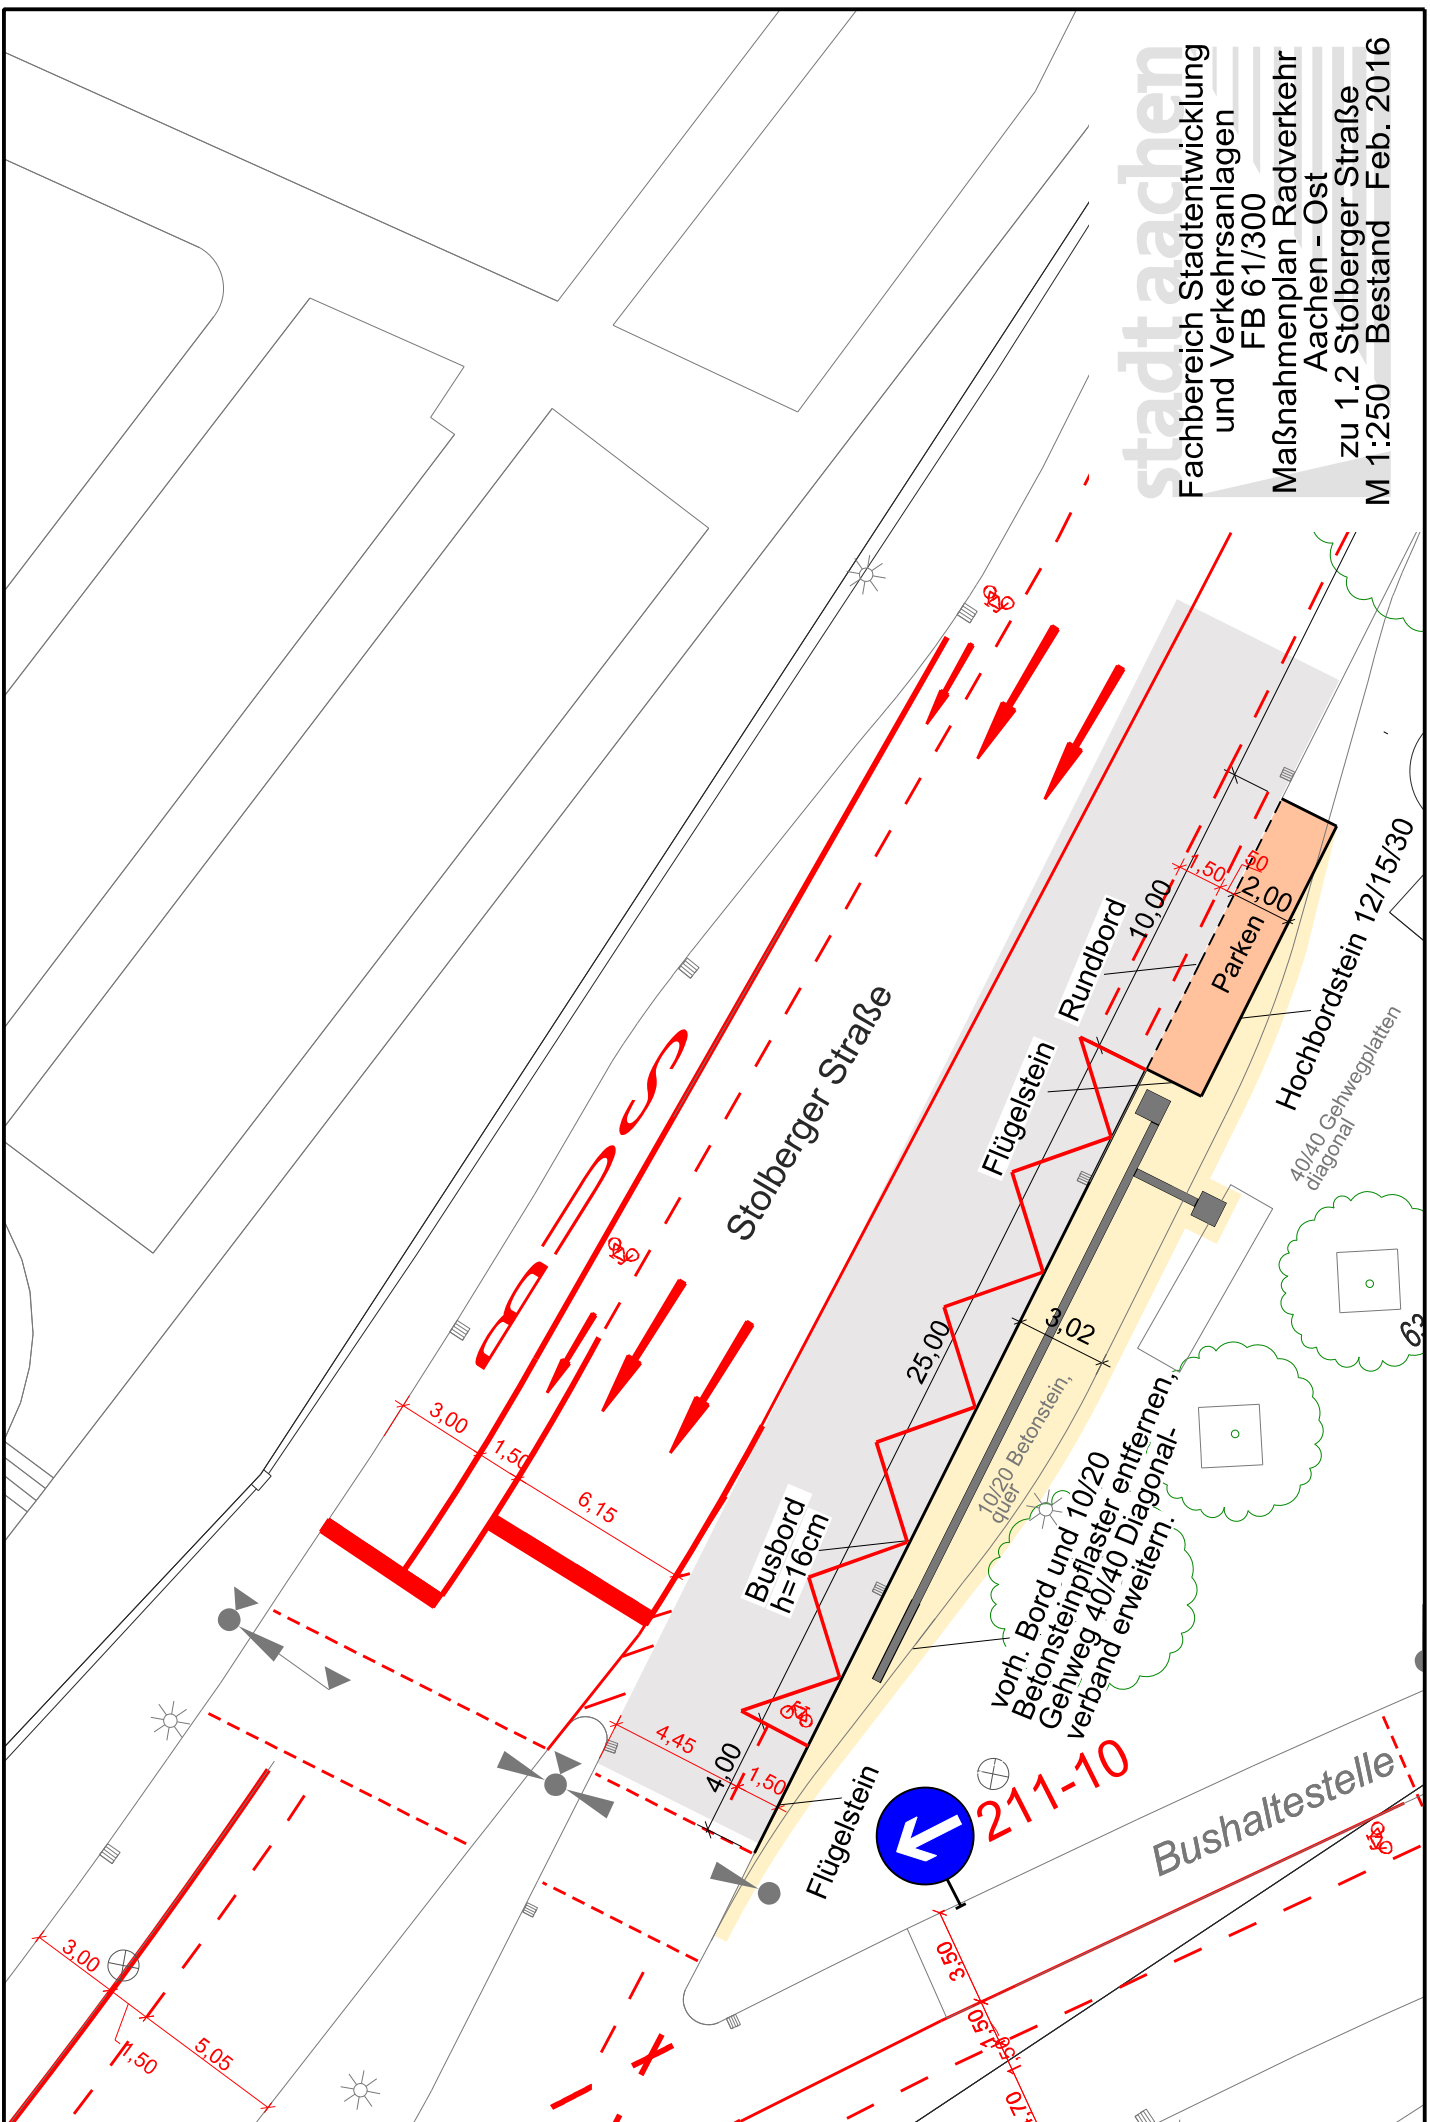 stadt aachen
Fachbereich Stadtentwicklung
und Verkehrsanlagen
FB 61/300
Maßnahmenplan Radverkehr
Aachen - Ost
zu 1.2 Stolberger Straße
M 1:250 Bestand Feb. 2016
BUS
Stolberger Straße
Rundbord
Flügelstein
10,00
1,50
50
2,00
Parken
Hochbordstein 12/15/30
40/40 Gehwegplatten
diagonal
25,00
3,02
63
3,00
1,50
6,15
Busbord
h=16cm
10/20 Betonstein,
quer
vorh. Bord und 10/20
Betonsteinpflaster entfernen,
Gehweg 40/40 Diagonal-
verband erweitern.
4,45
4,00
1,50
Flügelstein
211-10
Bushaltestelle
3,00
1,50
5,05
3,50
1,50
1,50